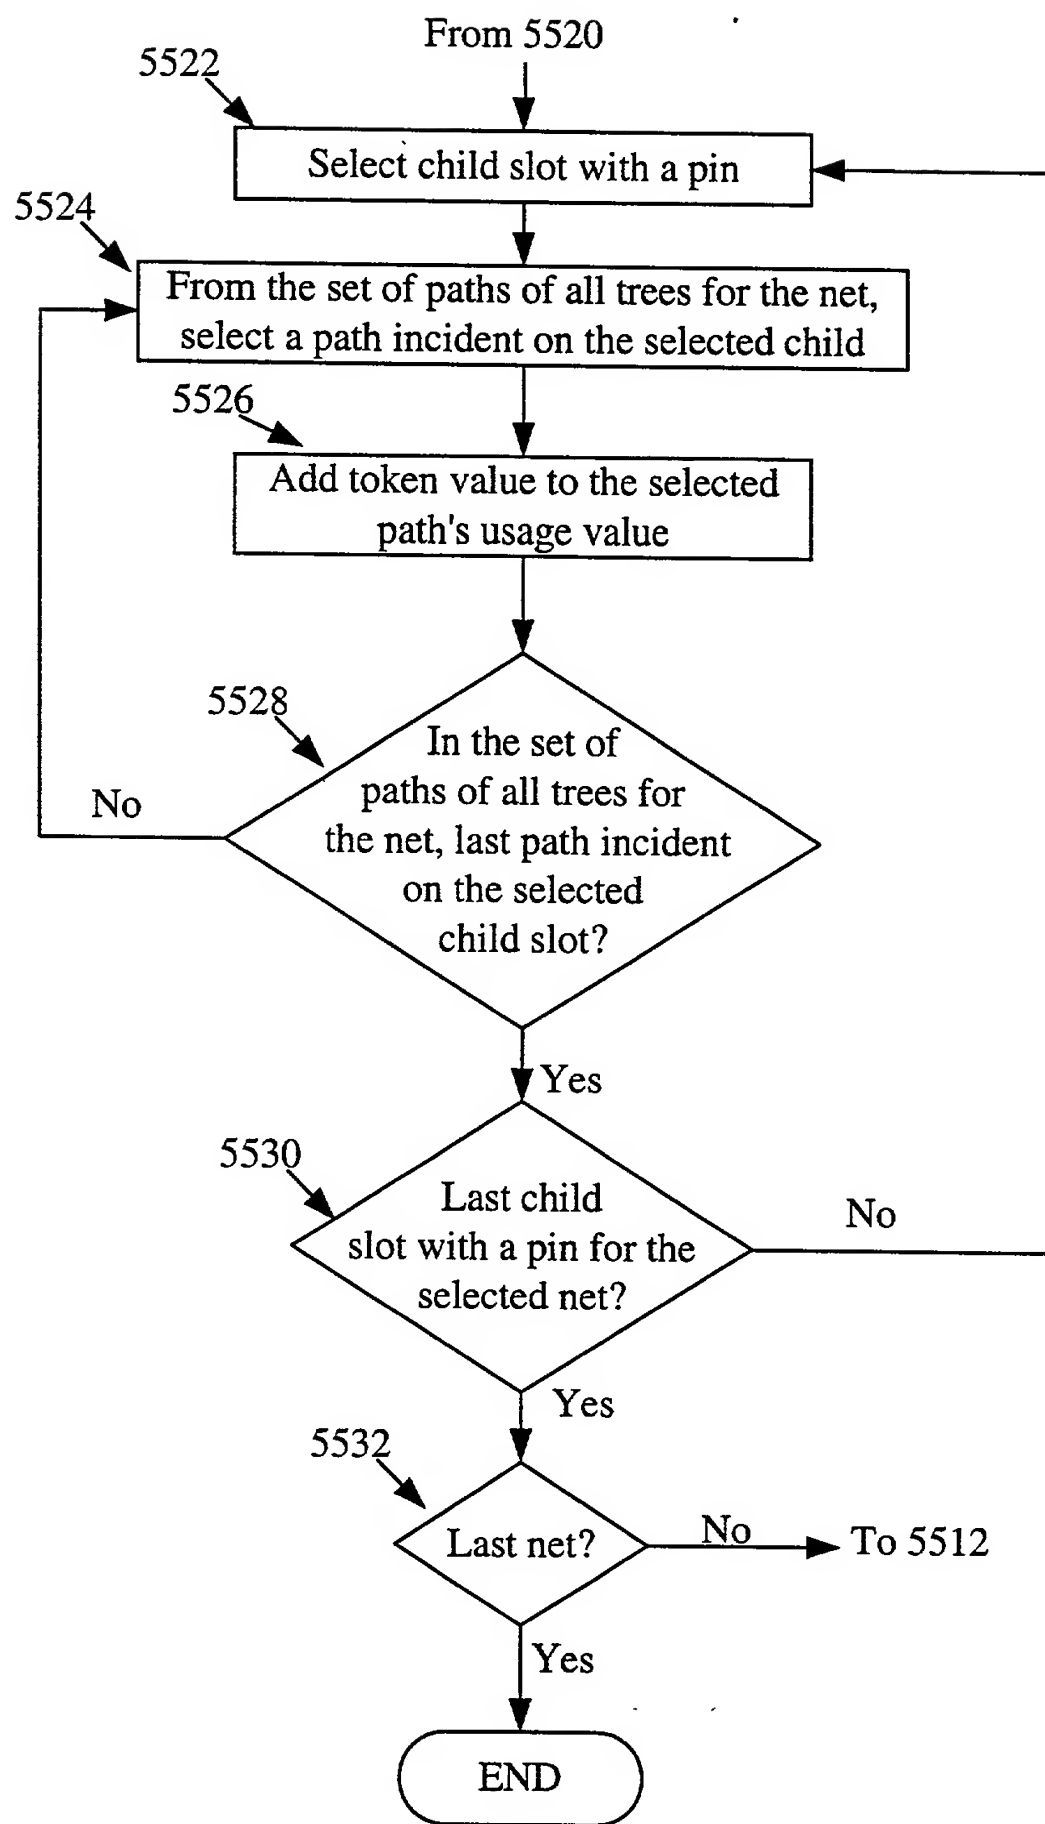 From 5520
5522
Select child slot with a pin
5524
From the set of paths of all trees for the net,
select a path incident on the selected child
5526
Add token value to the selected
path's usage value
5528
In the set of
paths of all trees for
the net, last path incident
on the selected
child slot?
No
Yes
5530
Last child
slot with a pin for the
selected net?
No
Yes
5532
Last net?
No
To 5512
Yes
END